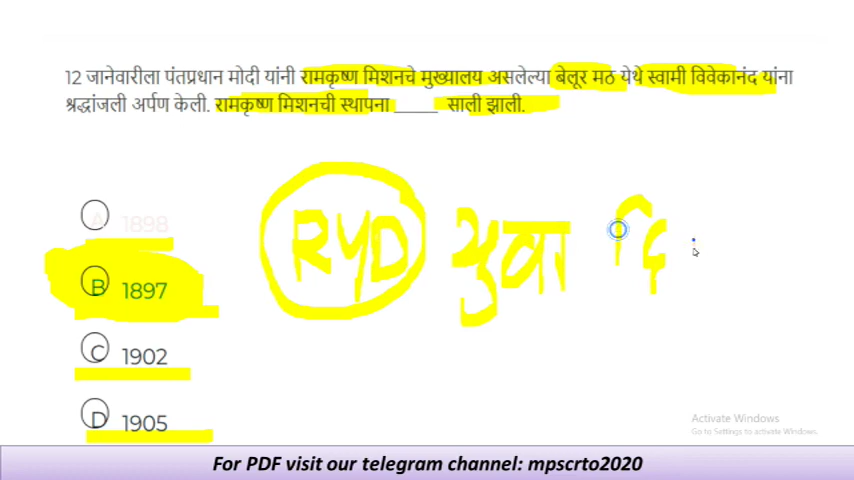 12 जानेवारीला पंतप्रधान मोदी यांनी रामकृष्ण मिशनचे मुख्यालय असलेल्या बेलूर मठ येथे स्वामी विवेकानंद यांना
श्रद्धांजली अर्पण केली. रामकृष्ण मिशनची स्थापना _____ साली झाली.
A 1898
RYD युवा दि
B 1897
C 1902
D 1905
Activate Windows
Go to Settings to activate Windows.
For PDF visit our telegram channel: mpscrto2020